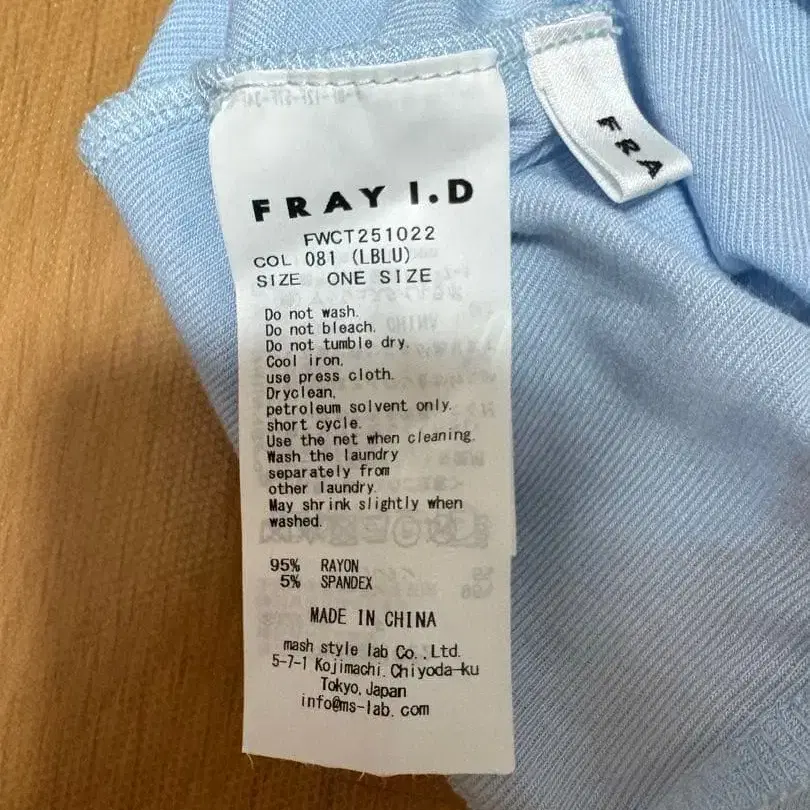 FRAY I.D
FRA
FWCT251022
COL 081 (LBLU)
SIZE ONE SIZE
Do not wash.
Do not bleach.
Do not tumble dry.
Cool iron,
use press cloth.
Dryclean,
petroleum solvent only.
short cycle.
Use the net when cleaning.
Wash the laundry
separately from
other laundry.
May shrink slightly when
washed.
95% RAYON
5% SPANDEX
MADE IN CHINA
mash style lab Co.,Ltd.
5-7-1 Kojimachi, Chiyoda-ku
Tokyo, Japan
info@ms-lab.com